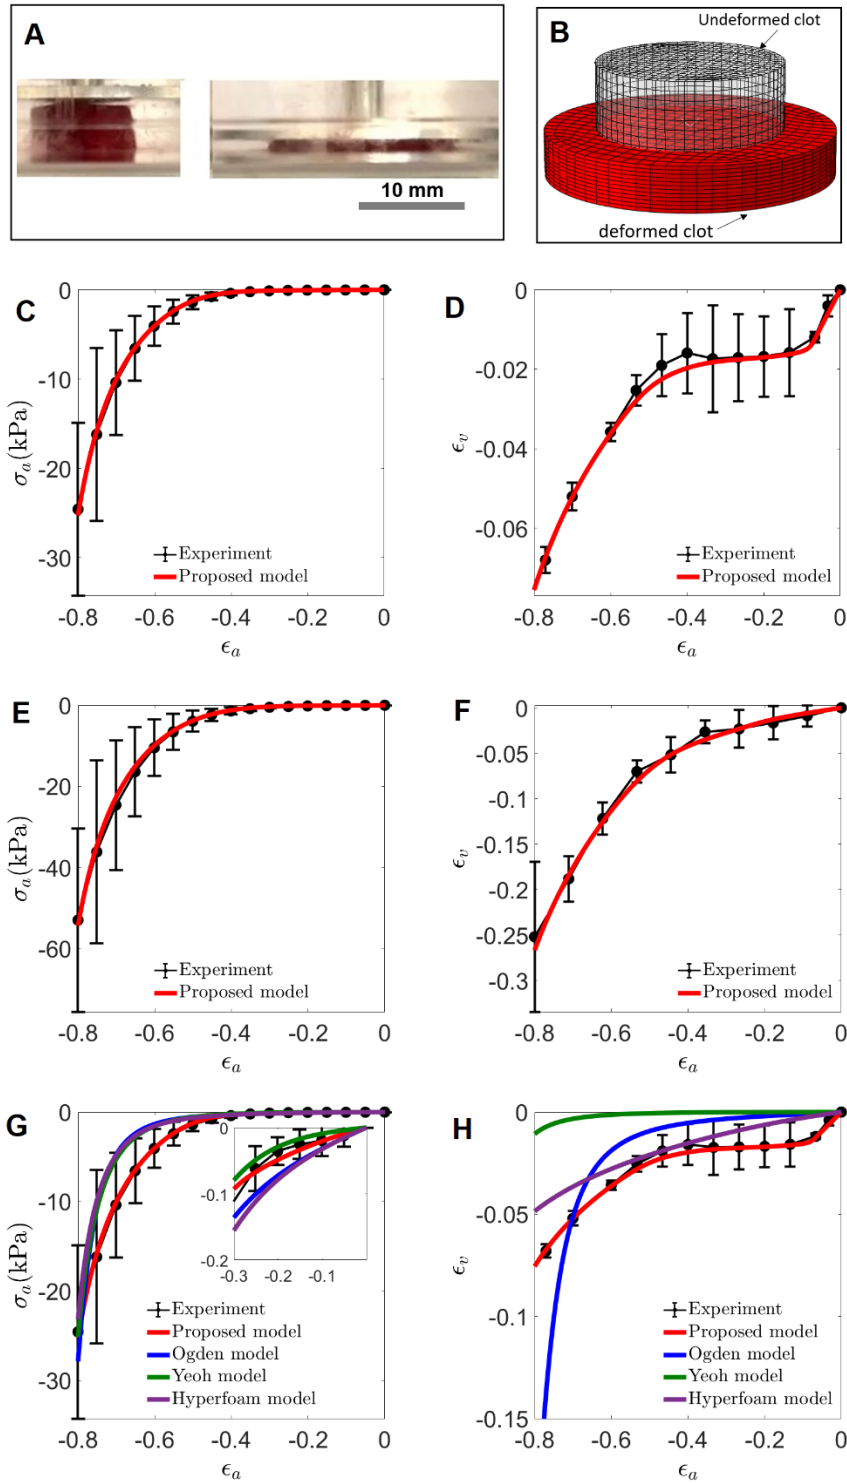 A
10 mm
B
Undeformed clot
deformed clot
C
0
-10
-20
-30
σₐ(kPa)
-0.8 -0.6 -0.4 -0.2 0
ϵₐ
Experiment
Proposed model
D
0
-0.02
-0.04
-0.06
ϵᵥ
-0.8 -0.6 -0.4 -0.2 0
ϵₐ
Experiment
Proposed model
E
0
-20
-40
-60
σₐ(kPa)
-0.8 -0.6 -0.4 -0.2 0
ϵₐ
Experiment
Proposed model
F
0
-0.05
-0.1
-0.15
-0.2
-0.25
-0.3
ϵᵥ
-0.8 -0.6 -0.4 -0.2 0
ϵₐ
Experiment
Proposed model
G
0
-10
-20
-30
σₐ(kPa)
-0.8 -0.6 -0.4 -0.2 0
ϵₐ
0
-0.1
-0.2
-0.3 -0.2 -0.1
Experiment
Proposed model
Ogden model
Yeoh model
Hyperfoam model
H
0
-0.05
-0.1
-0.15
ϵᵥ
-0.8 -0.6 -0.4 -0.2 0
ϵₐ
Experiment
Proposed model
Ogden model
Yeoh model
Hyperfoam model